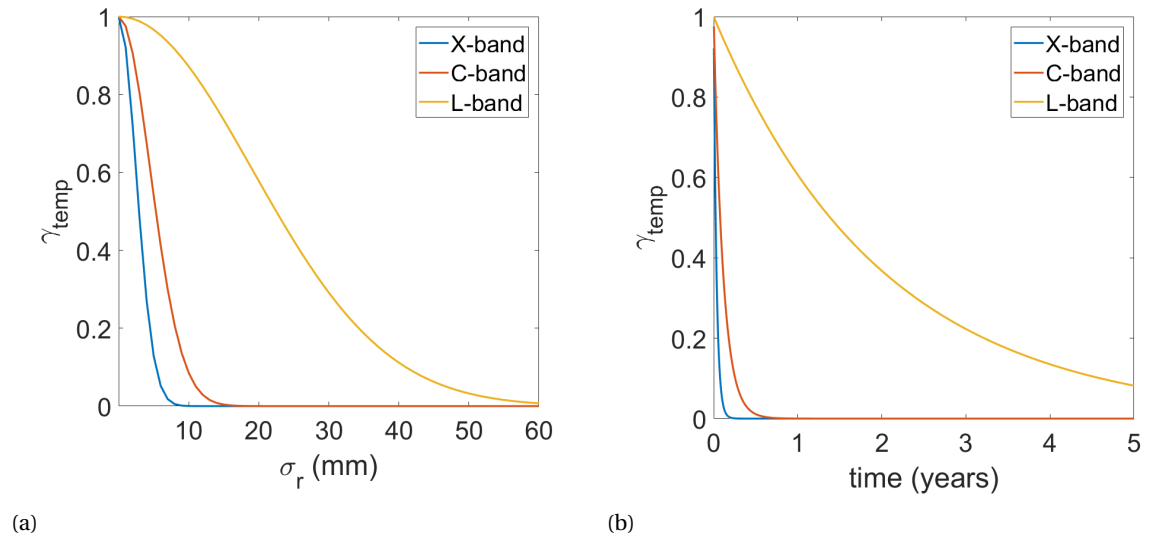 1
0.8
0.6
0.4
0.2
0
γtemp
X-band
C-band
L-band
10 20 30 40 50 60
σr (mm)
(a)
1
0.8
0.6
0.4
0.2
0
γtemp
X-band
C-band
L-band
0 1 2 3 4 5
time (years)
(b)